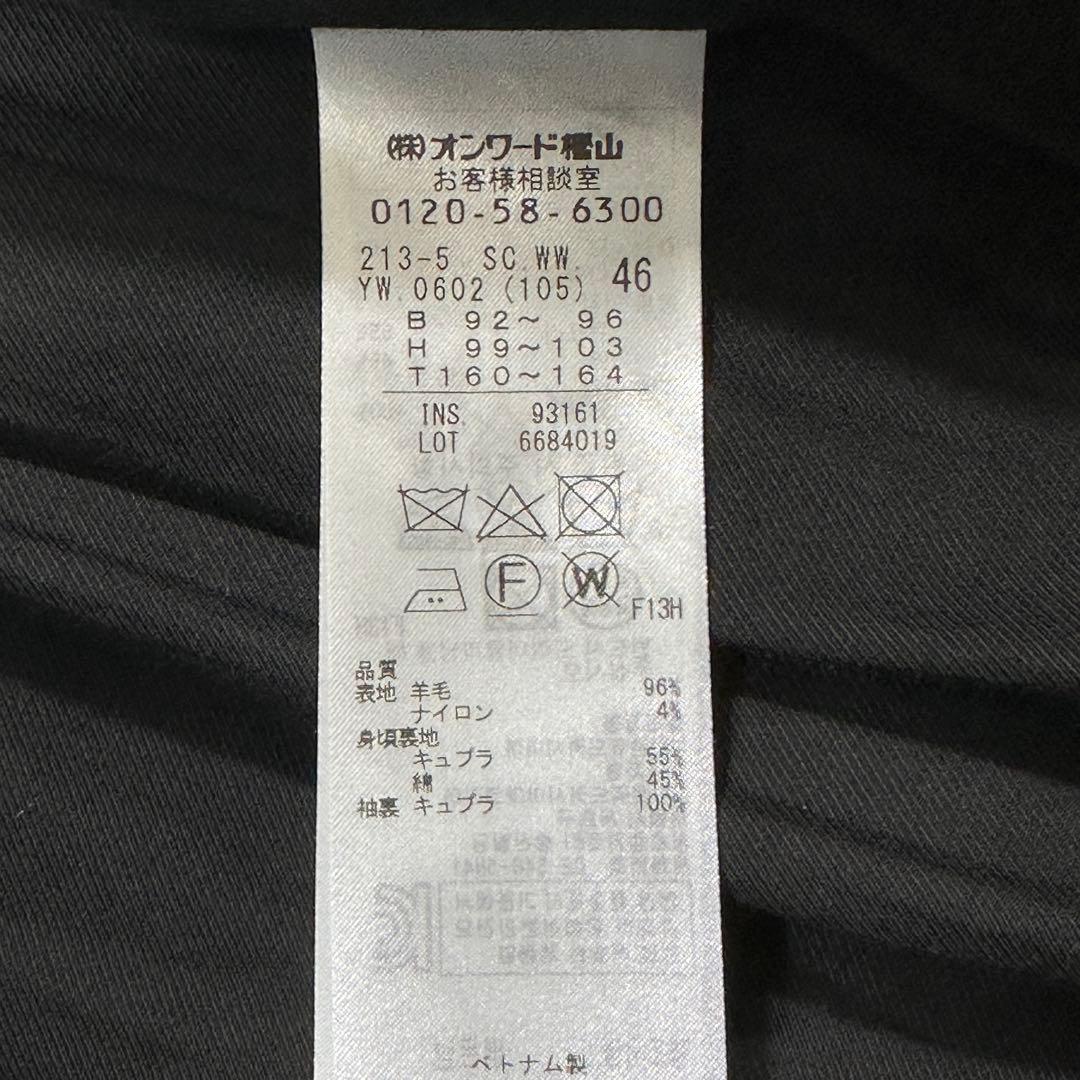 (株)オンワード樫山
お客様相談室
0120-58-6300
213-5 SC.WW.
YW.0602 (105) 46
B 92～ 96
H 99～103
T160～164
INS. 93161
LOT 6684019
F W F13H
品質
表地 羊毛 96%
ナイロン 4%
身頃裏地
キュプラ 55%
綿 45%
袖裏 キュプラ 100%
ベトナム製